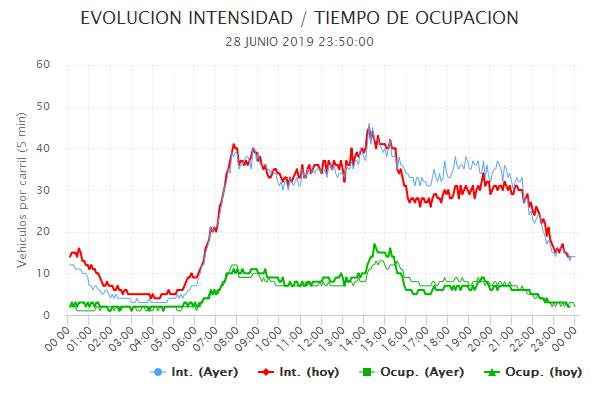 EVOLUCION INTENSIDAD / TIEMPO DE OCUPACION
28 JUNIO 2019 23:50:00
Vehiculos por carril (5 min)
60
50
40
30
20
10
0
00:00 01:00 02:00 03:00 04:00 05:00 06:00 07:00 08:00 09:00 10:00 11:00 12:00 13:00 14:00 15:00 16:00 17:00 18:00 19:00 20:00 21:00 22:00 23:00 00:00
Int. (Ayer) Int. (hoy) Ocup. (Ayer) Ocup. (hoy)